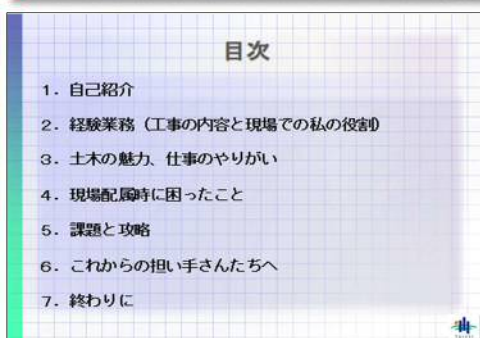 目次
1．自己紹介
2．経験業務（工事の内容と現場での私の役割）
3．土木の魅力、仕事のやりがい
4．現場配属時に困ったこと
5．課題と攻略
6．これからの担い手さんたちへ
7．終わりに